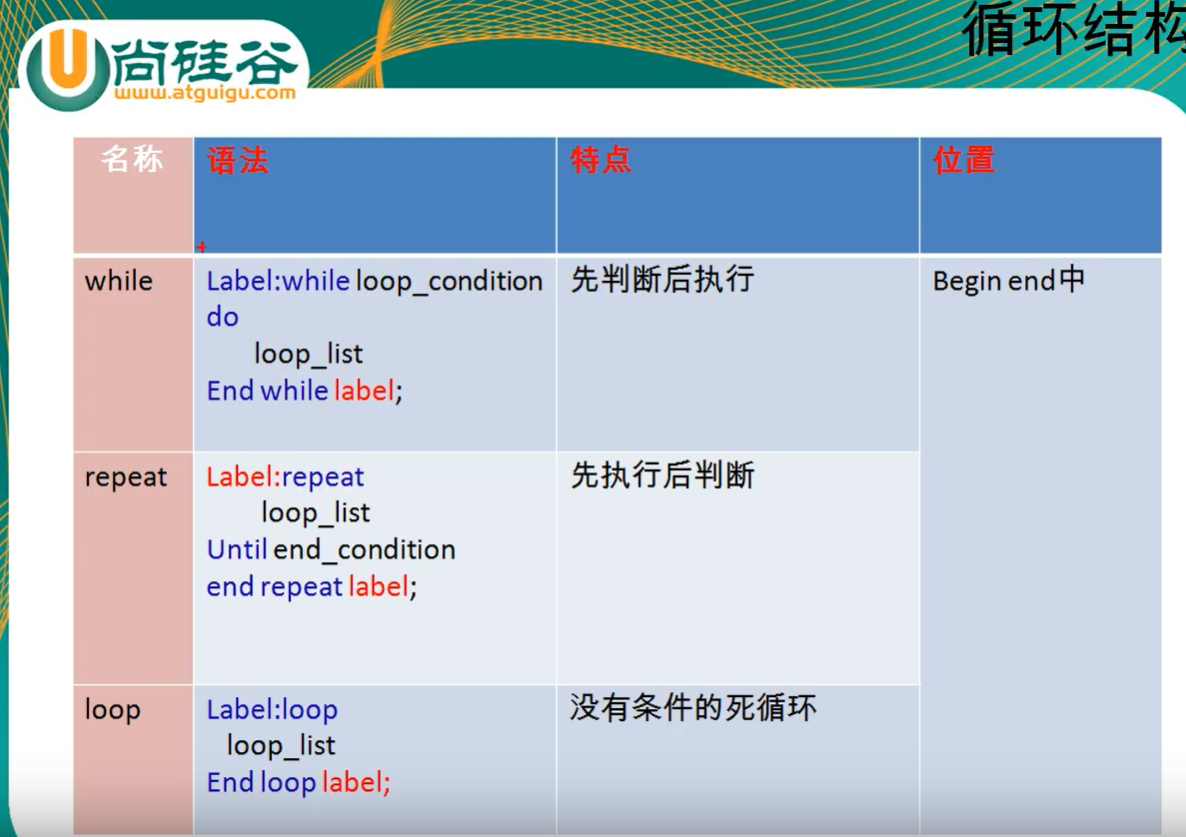 循环结构
U尚硅谷
www.atguigu.com
名称
语法
特点
位置
+
while
Label:while loop_condition
do
loop_list
End while label;
先判断后执行
Begin end中
repeat
Label:repeat
loop_list
Until end_condition
end repeat label;
先执行后判断
loop
Label:loop
loop_list
End loop label;
没有条件的死循环